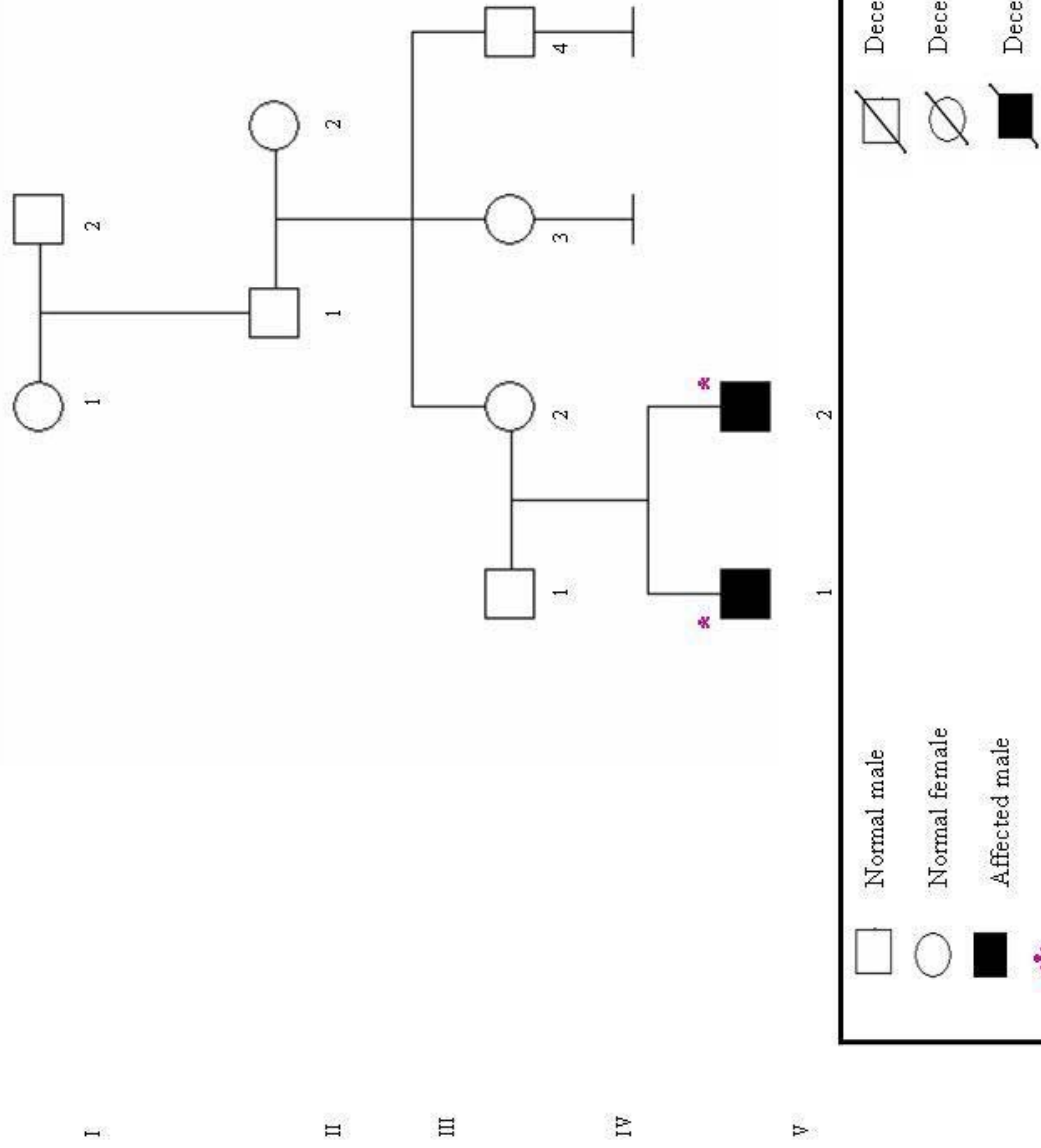 I 1 2
II 1 2
III
1 2 3 4
IV
* *
V 1 2
Normal male Dece
Normal female Dece
Affected male Dece